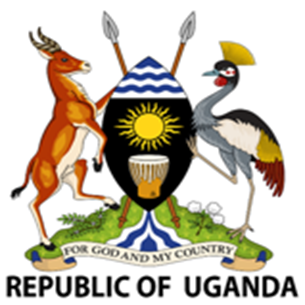 FOR GOD AND MY COUNTRY
REPUBLIC OF UGANDA